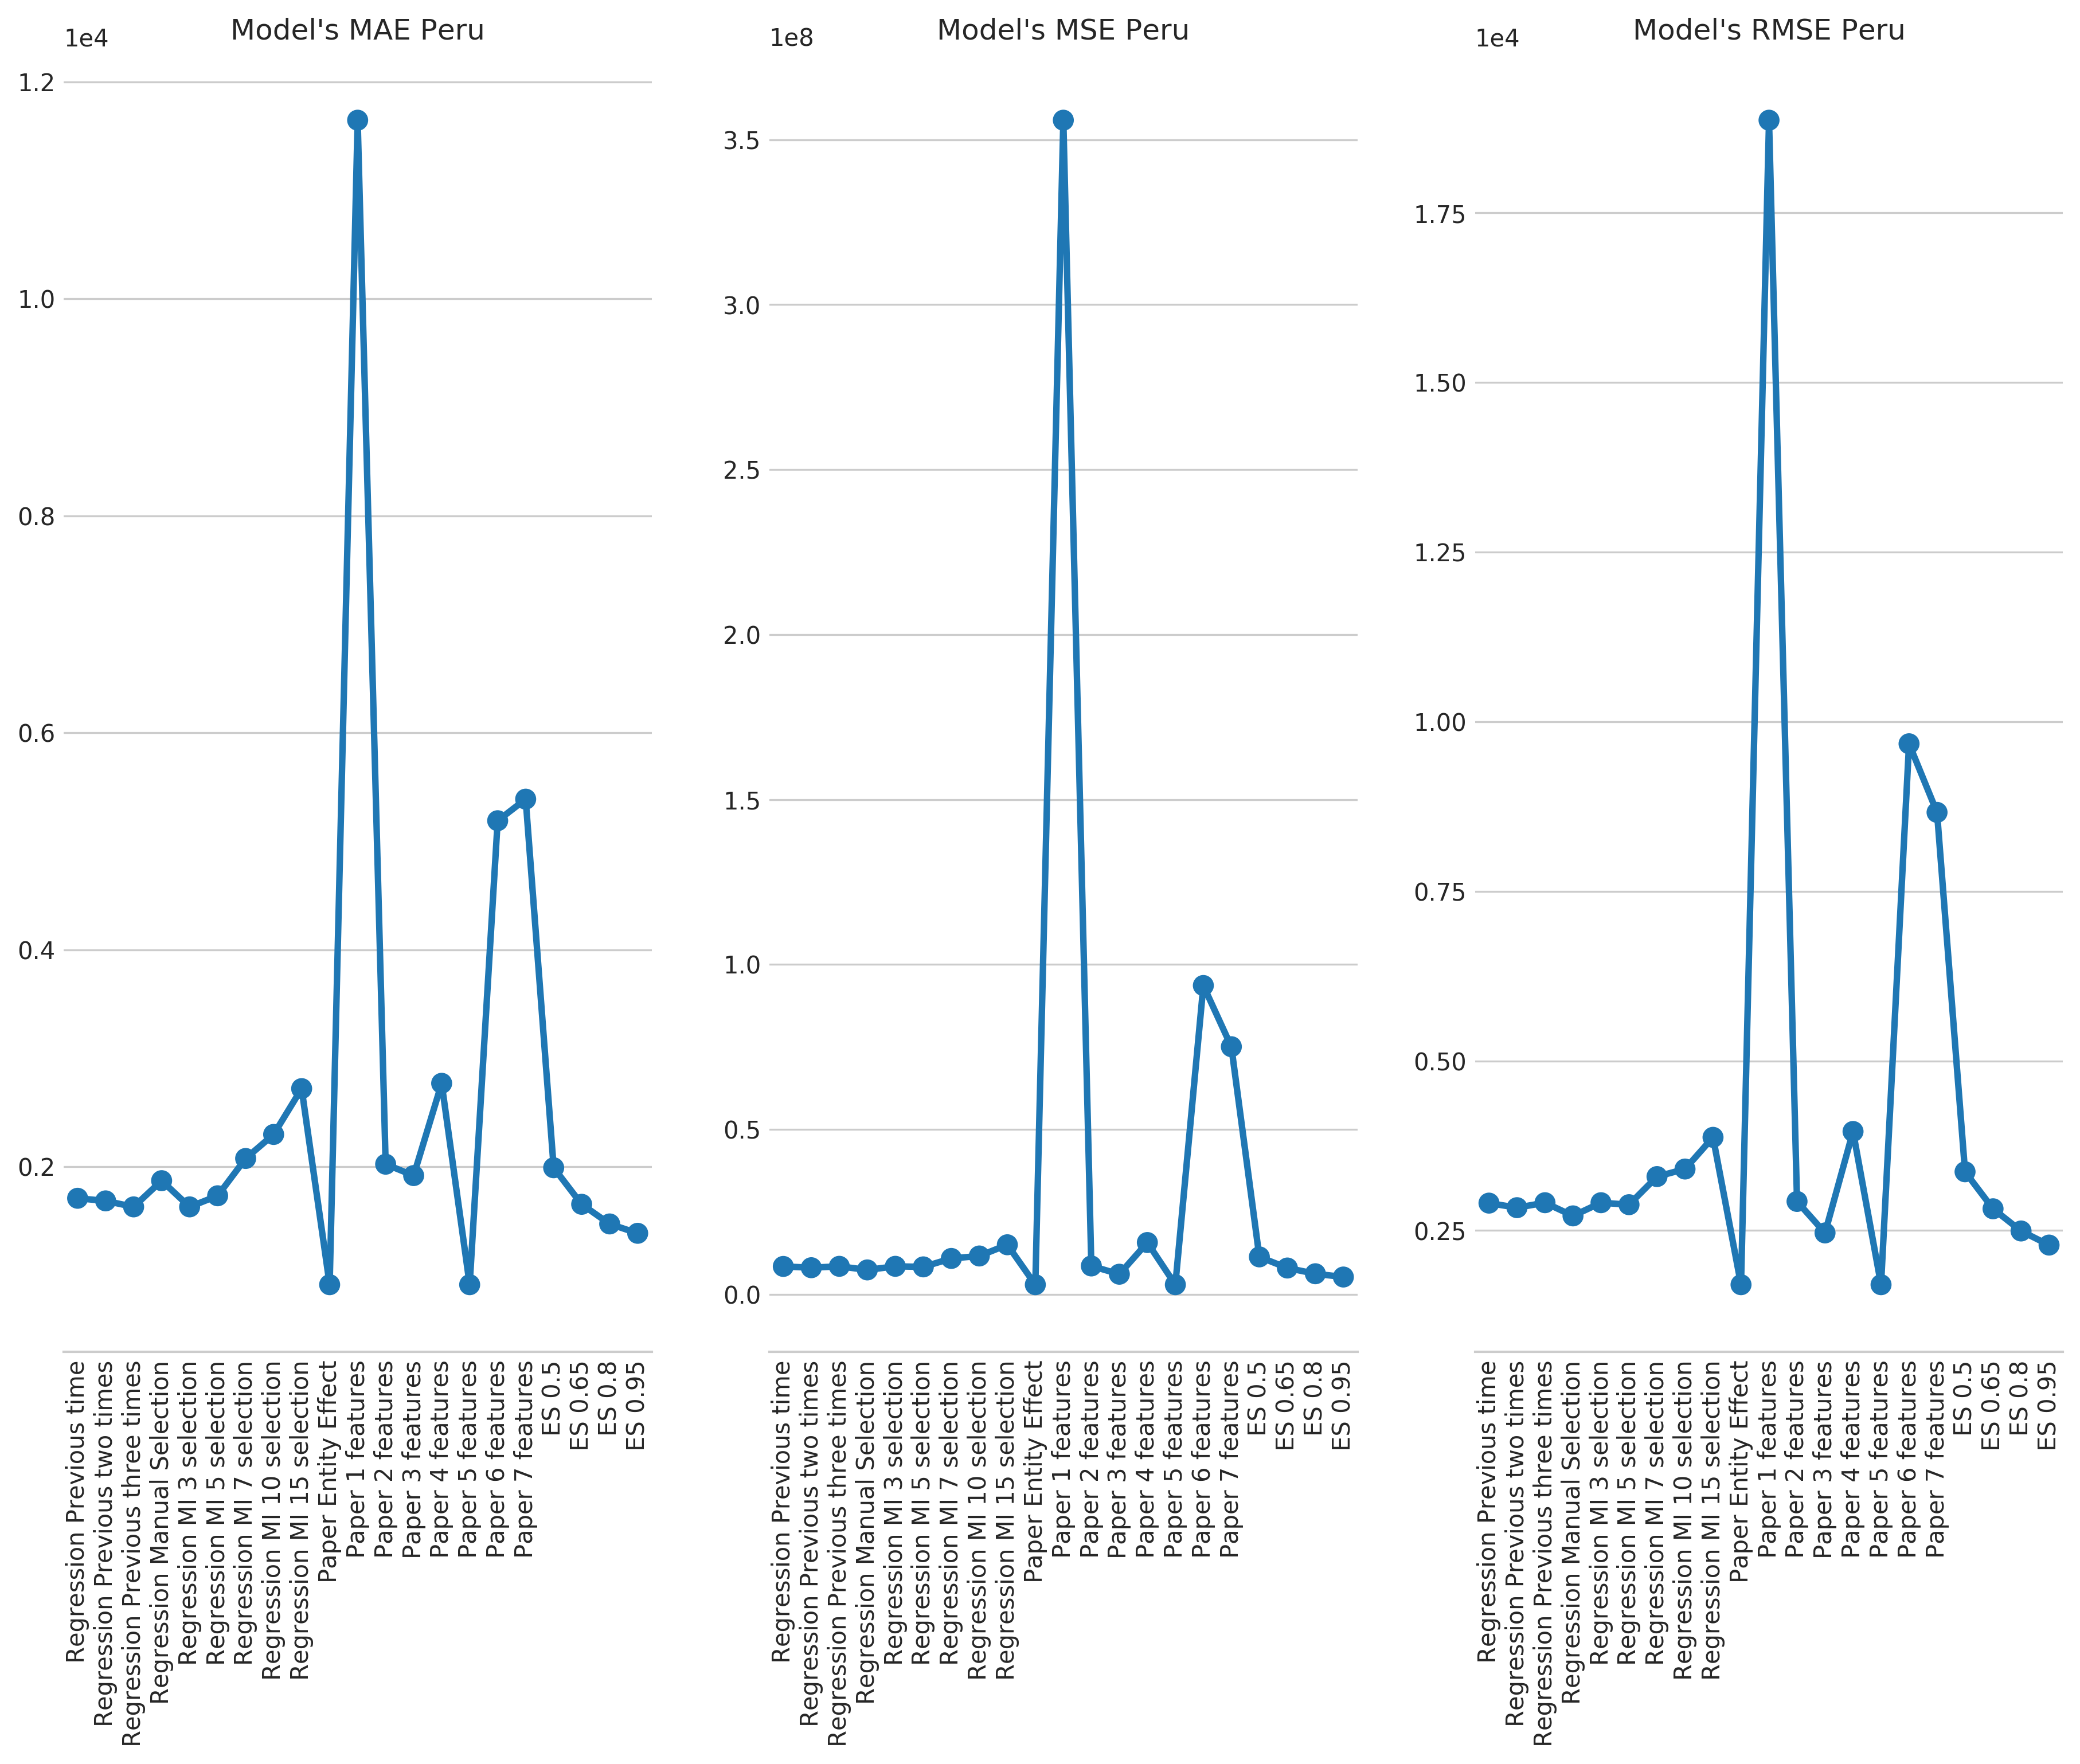 Model's MAE Peru
1e4
1.2
1.0
0.8
0.6
0.4
0.2
Regression Previous time
Regression Previous two times
Regression Previous three times
Regression Manual Selection
Regression MI 3 selection
Regression MI 5 selection
Regression MI 7 selection
Regression MI 10 selection
Regression MI 15 selection
Paper Entity Effect
Paper 1 features
Paper 2 features
Paper 3 features
Paper 4 features
Paper 5 features
Paper 6 features
Paper 7 features
ES 0.5
ES 0.65
ES 0.8
ES 0.95
Model's MSE Peru
1e8
3.5
3.0
2.5
2.0
1.5
1.0
0.5
0.0
Regression Previous time
Regression Previous two times
Regression Previous three times
Regression Manual Selection
Regression MI 3 selection
Regression MI 5 selection
Regression MI 7 selection
Regression MI 10 selection
Regression MI 15 selection
Paper Entity Effect
Paper 1 features
Paper 2 features
Paper 3 features
Paper 4 features
Paper 5 features
Paper 6 features
Paper 7 features
ES 0.5
ES 0.65
ES 0.8
ES 0.95
Model's RMSE Peru
1e4
1.75
1.50
1.25
1.00
0.75
0.50
0.25
Regression Previous time
Regression Previous two times
Regression Previous three times
Regression Manual Selection
Regression MI 3 selection
Regression MI 5 selection
Regression MI 7 selection
Regression MI 10 selection
Regression MI 15 selection
Paper Entity Effect
Paper 1 features
Paper 2 features
Paper 3 features
Paper 4 features
Paper 5 features
Paper 6 features
Paper 7 features
ES 0.5
ES 0.65
ES 0.8
ES 0.95